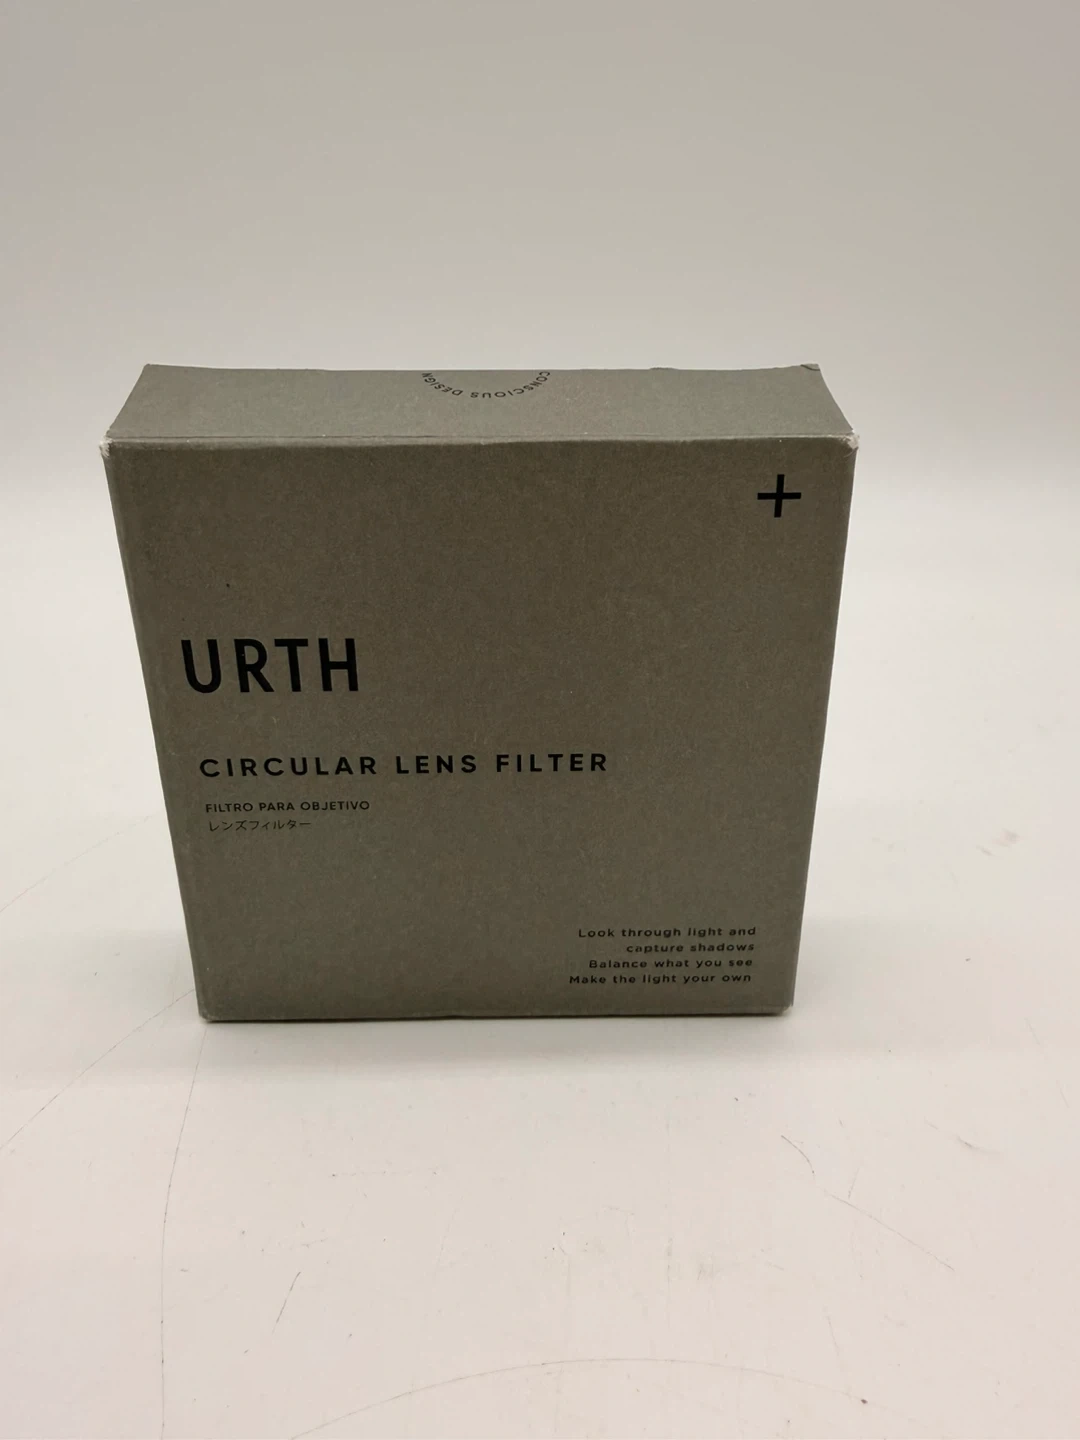 CONSCIOUS DESIGN
+
URTH
CIRCULAR LENS FILTER
FILTRO PARA OBJETIVO
レンズフィルター
Look through light and
capture shadows
Balance what you see
Make the light your own